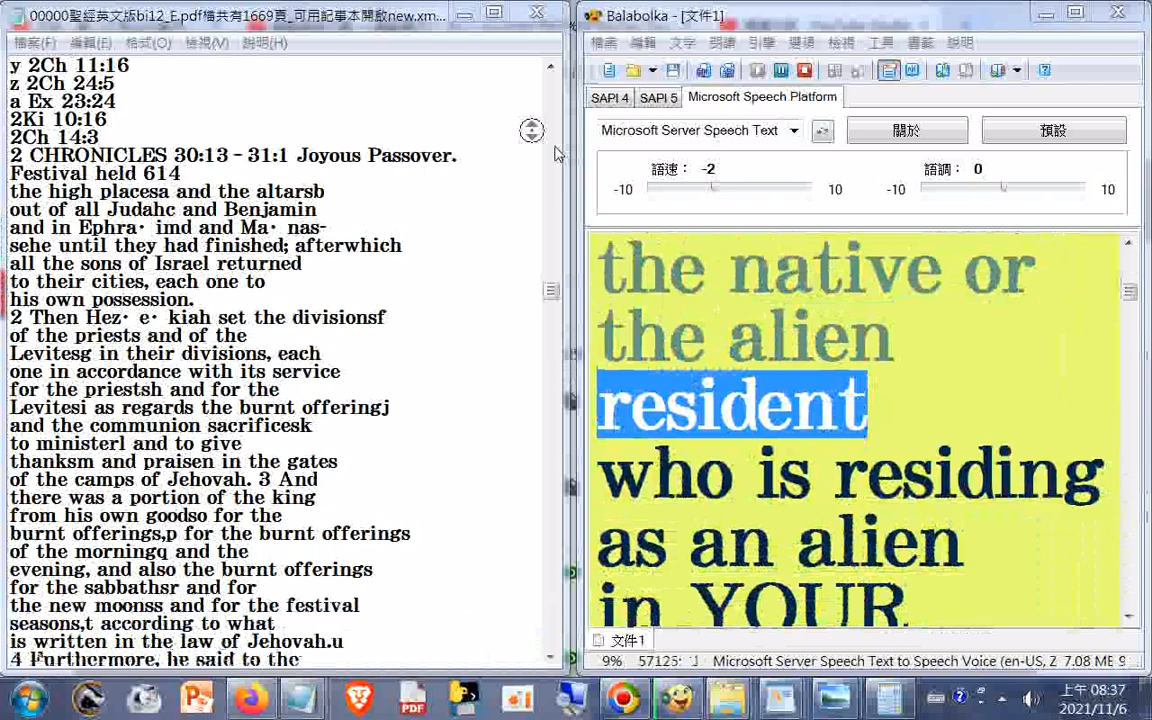 00000聖經英文版bi12_E.pdf檔共有1669頁_可用記事本開啟new.xm...
檔案(F) 編輯(E) 格式(O) 檢視(V) 說明(H)
y 2Ch 11:16
z 2Ch 24:5
a Ex 23:24
2Ki 10:16
2Ch 14:3
2 CHRONICLES 30:13–31:1 Joyous Passover.
Festival held 614
the high placesa and the altarsb
out of all Judahc and Benjamin
and in Ephra·imd and Ma·nas-
sehe until they had finished; afterwhich
all the sons of Israel returned
to their cities, each one to
his own possession.
2 Then Hez·e·kiah set the divisionsf
of the priests and of the
Levitesg in their divisions, each
one in accordance with its service
for the priestsh and for the
Levitesi as regards the burnt offeringj
and the communion sacrificesk
to ministerl and to give
thanksm and praisen in the gates
of the camps of Jehovah. 3 And
there was a portion of the king
from his own goodso for the
burnt offerings,p for the burnt offerings
of the morningq and the
evening, and also the burnt offerings
for the sabbathsr and for
the new moonss and for the festival
seasons,t according to what
is written in the law of Jehovah.u
4 Furthermore, he said to the
Balabolka - [文件1]
檔案 編輯 文字 朗讀 引擎 選項 檢視 工具 書籤 說明
SAPI 4 SAPI 5 Microsoft Speech Platform
Microsoft Server Speech Text 關於 預設
語速： -2 語調： 0
-10 10 -10 10
the native or
the alien
resident
who is residing
as an alien
in YOUR
文件1
9% 57125: Microsoft Server Speech Text to Speech Voice (en-US, Z 7.08 MB 9
PDF
上午 08:37
2021/11/6